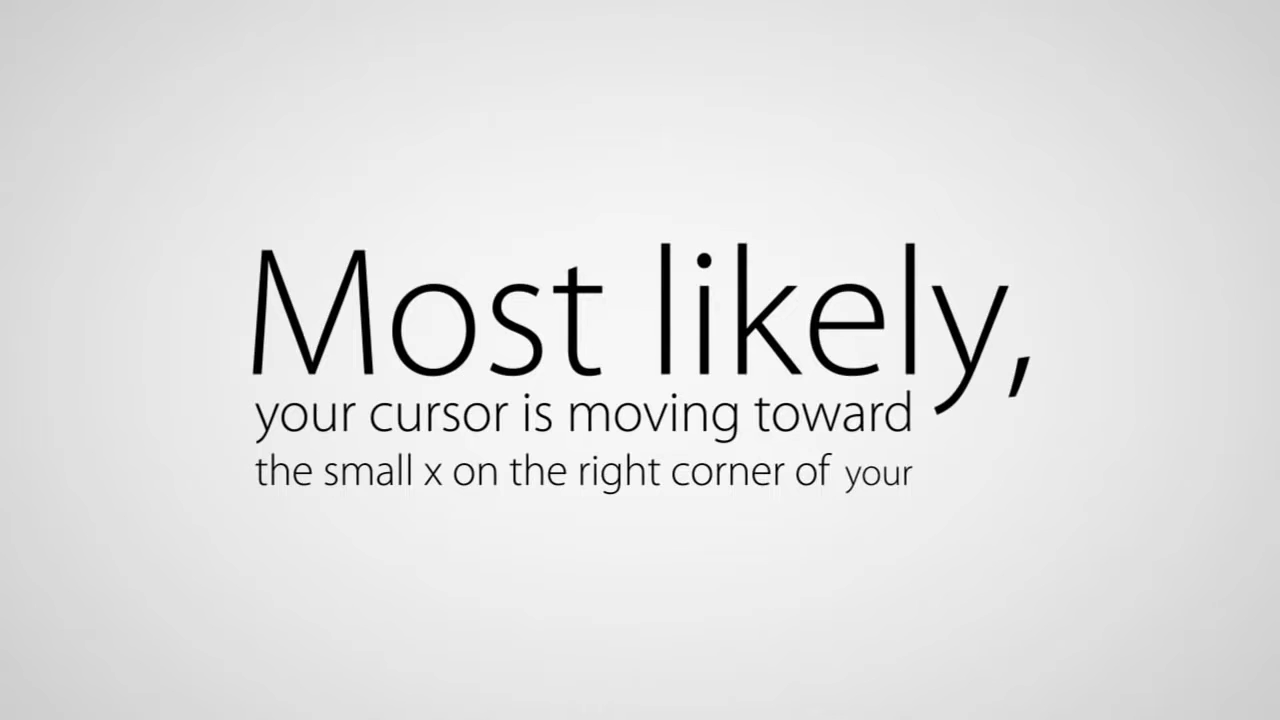 Most likely,
your cursor is moving toward
the small x on the right corner of your